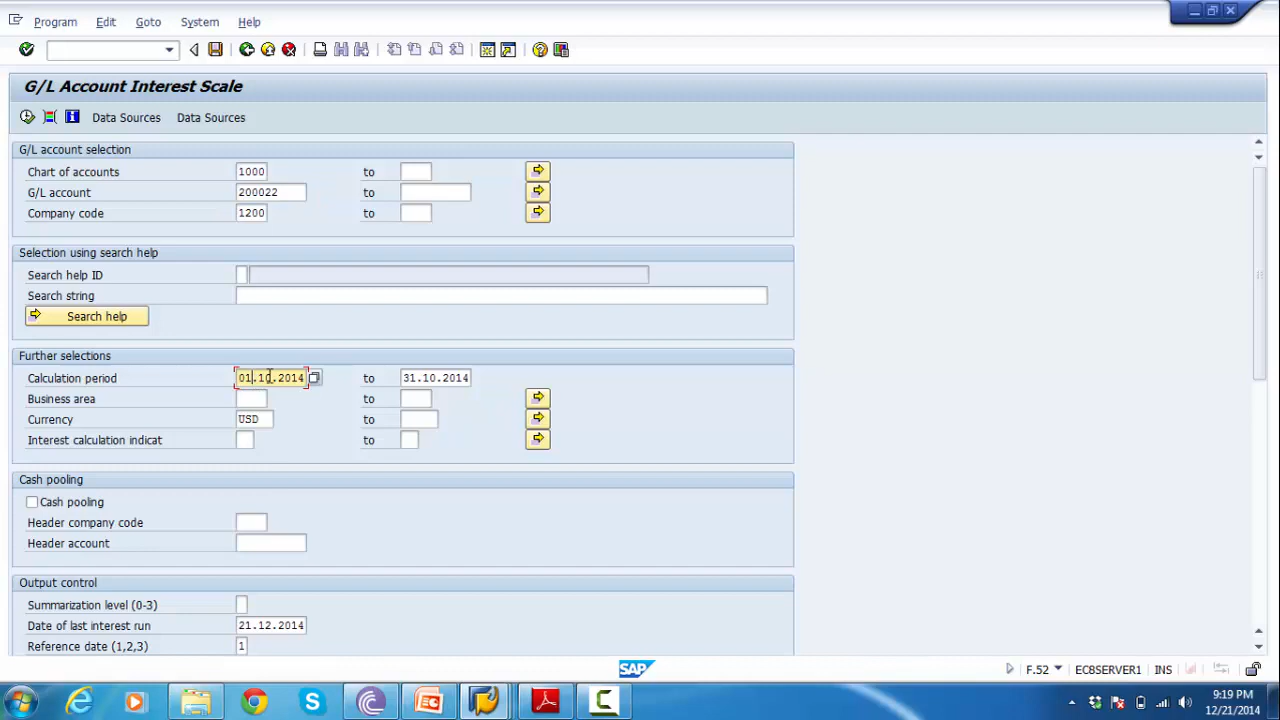 Program Edit Goto System Help
G/L Account Interest Scale
Data Sources Data Sources
G/L account selection
Chart of accounts 1000 to
G/L account 200022 to
Company code 1200 to
Selection using search help
Search help ID
Search string
Search help
Further selections
Calculation period 01.10.2014 to 31.10.2014
Business area to
Currency USD to
Interest calculation indicat to
Cash pooling
Cash pooling
Header company code
Header account
Output control
Summarization level (0-3)
Date of last interest run 21.12.2014
Reference date (1,2,3) 1
SAP F.52 EC8SERVER1 INS
9:19 PM
12/21/2014